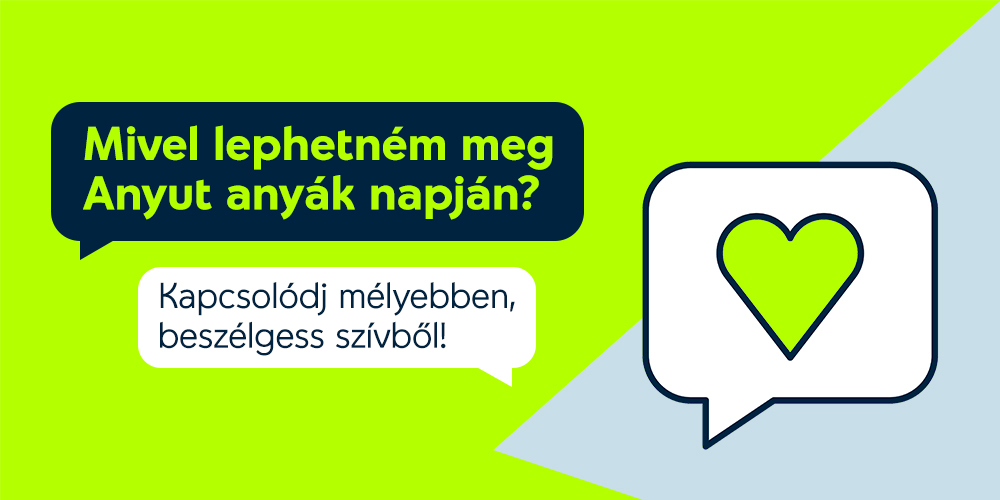 Mivel lephetném meg
Anyut anyák napján?
Kapcsolódj mélyebben,
beszélgess szívből!